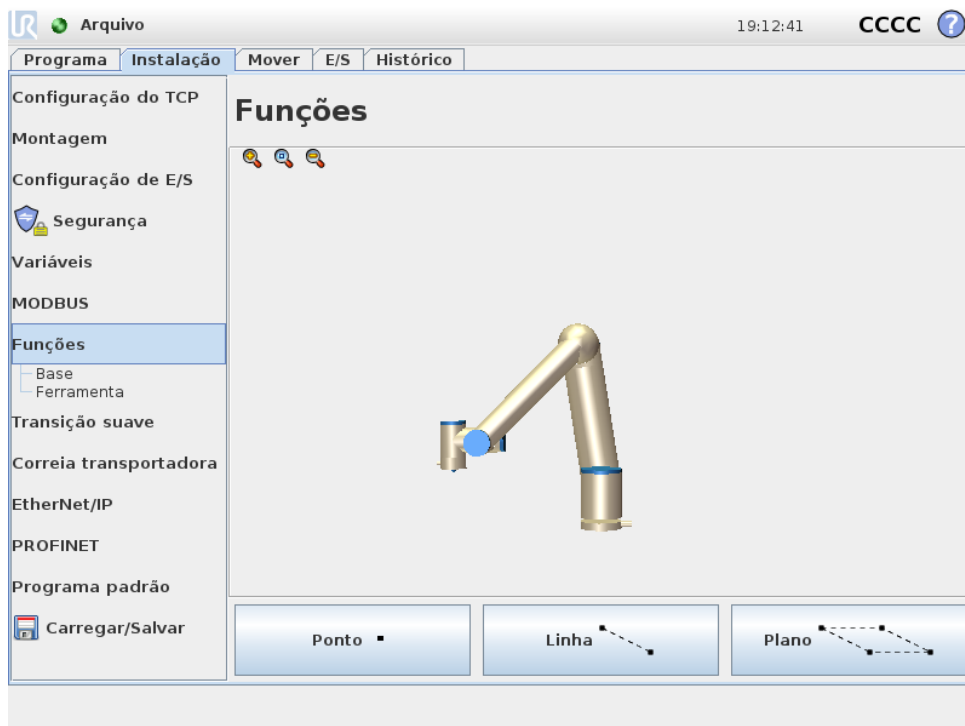 UR
Arquivo
19:12:41
CCCC
?
Programa
Instalação
Mover
E/S
Histórico
Configuração do TCP
Montagem
Configuração de E/S
Segurança
Variáveis
MODBUS
Funções
Base
Ferramenta
Transição suave
Correia transportadora
EtherNet/IP
PROFINET
Programa padrão
Carregar/Salvar
Funções
Ponto
Linha
Plano